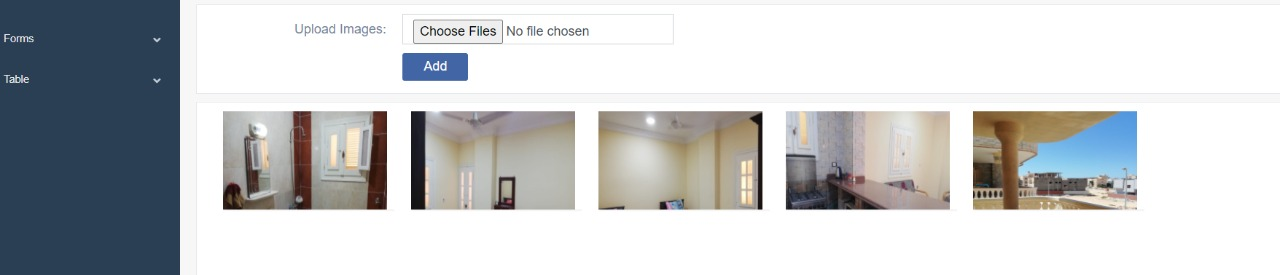 Forms
Table
Upload Images:
Choose Files No file chosen
Add